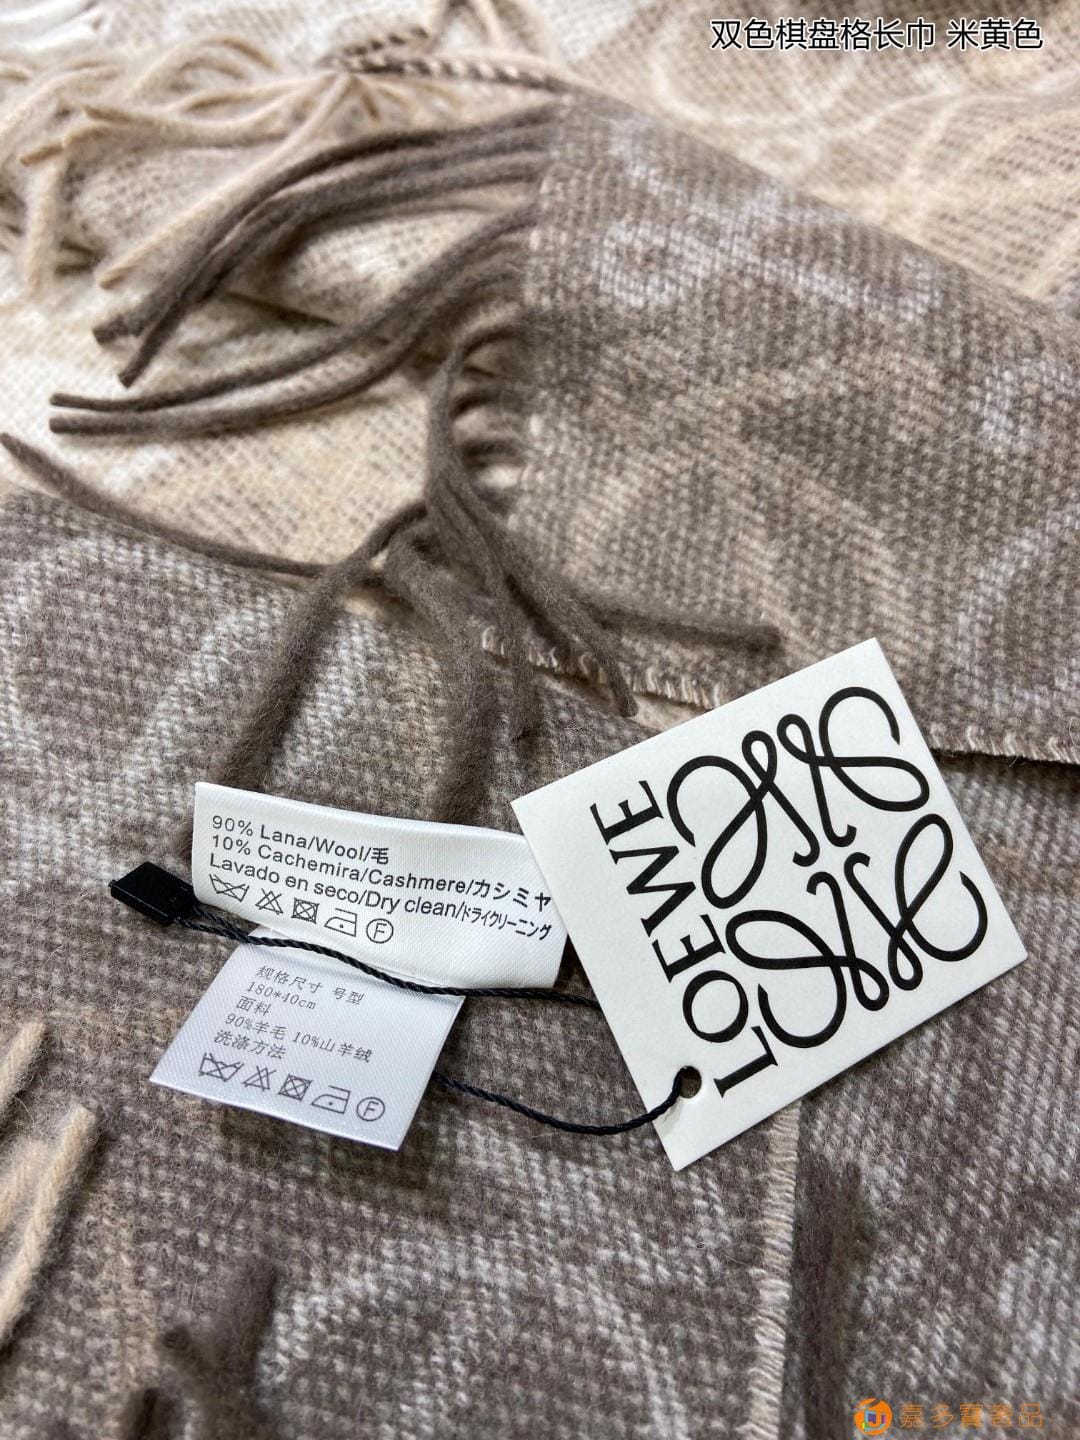 双色棋盘格长巾 米黄色
90% Lana/Wool/毛
10% Cachemira/Cashmere/カシミヤ
Lavado en seco/Dry clean/ドライクリーニング
F
规格尺寸 号型
180*40cm
面料
90%羊毛 10%山羊绒
洗涤方法
F
LOEWE
嘉多寶奢品